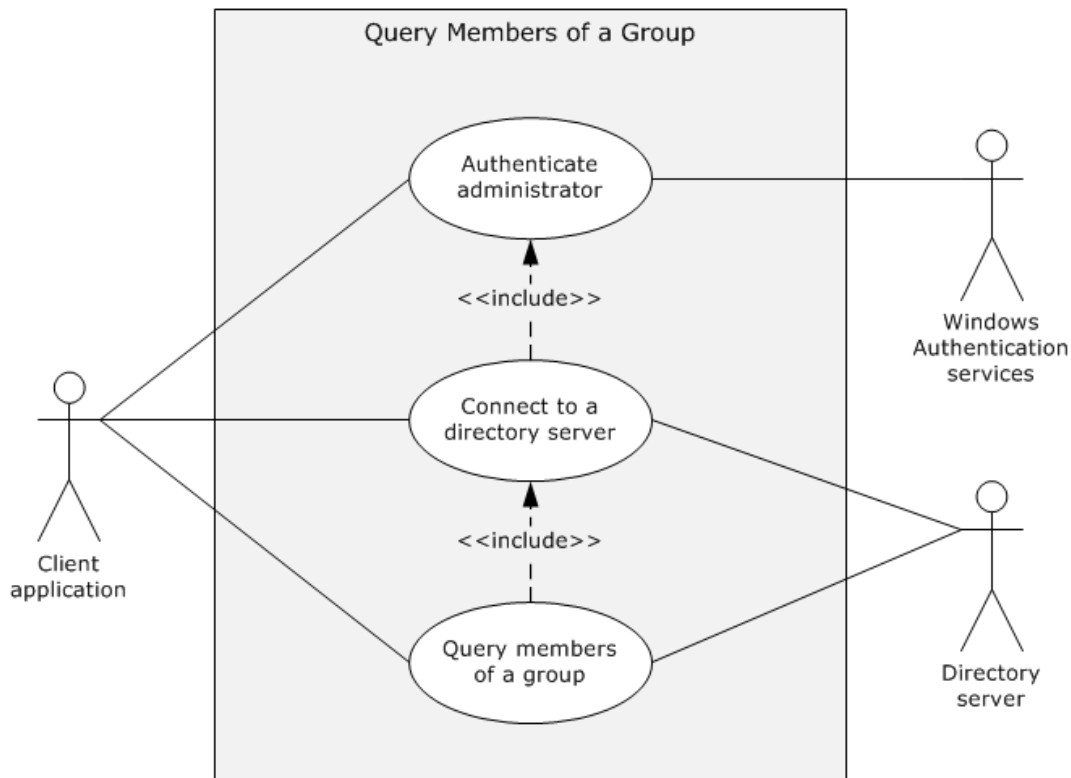 Query Members of a Group
Authenticate
administrator
<<include>>
Windows
Authentication
services
Connect to a
directory server
<<include>>
Client
application
Query members
of a group
Directory
server